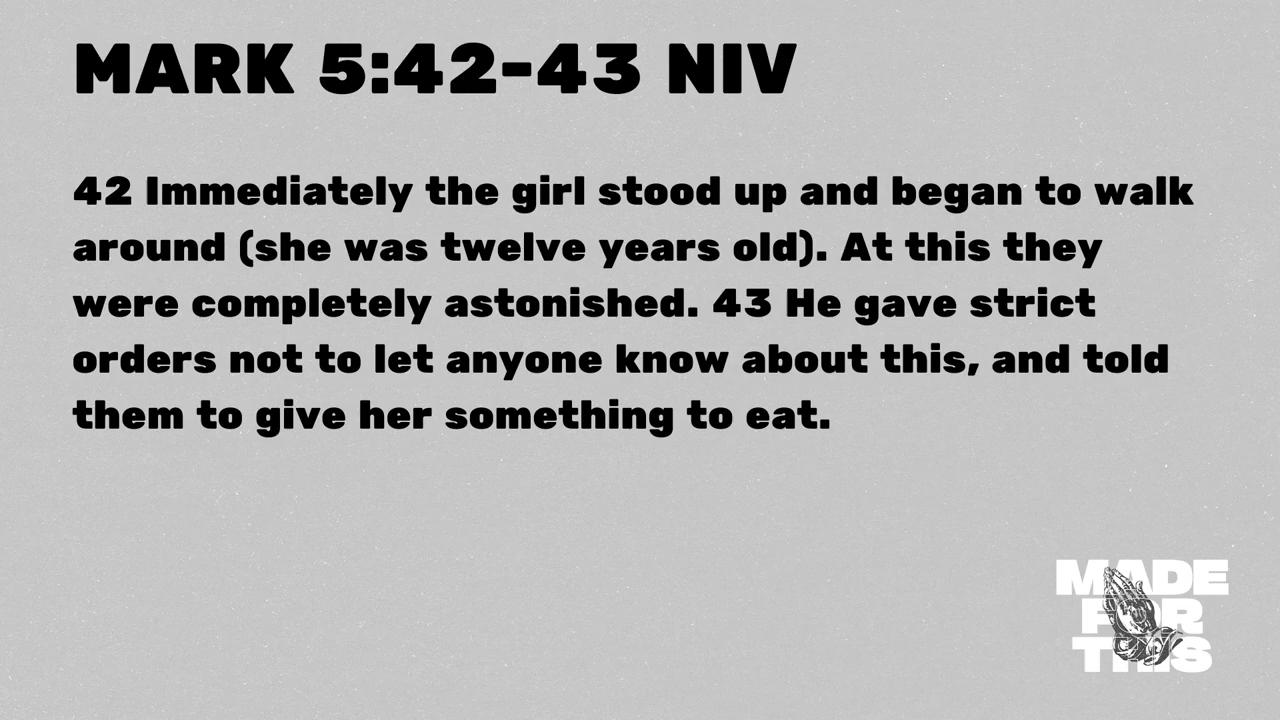 MARK 5:42-43 NIV
42 Immediately the girl stood up and began to walk
around (she was twelve years old). At this they
were completely astonished. 43 He gave strict
orders not to let anyone know about this, and told
them to give her something to eat.
MADE
FOR
THIS